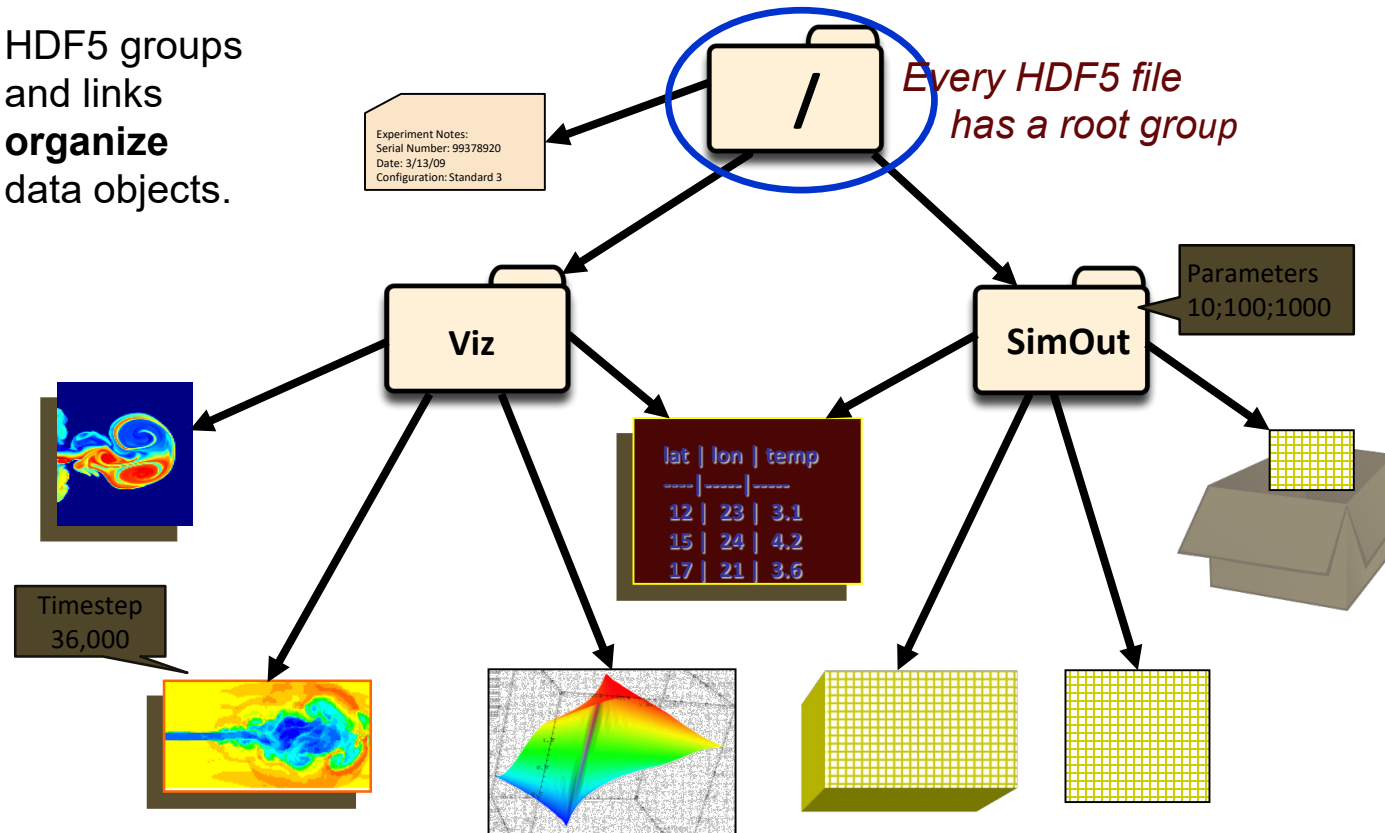 HDF5 groups
and links
organize
data objects.
/
Every HDF5 file
has a root group
Experiment Notes:
Serial Number: 99378920
Date: 3/13/09
Configuration: Standard 3
Viz
SimOut
Parameters
10;100;1000
lat | lon | temp
----|-----|-----
12 | 23 | 3.1
15 | 24 | 4.2
17 | 21 | 3.6
Timestep
36,000